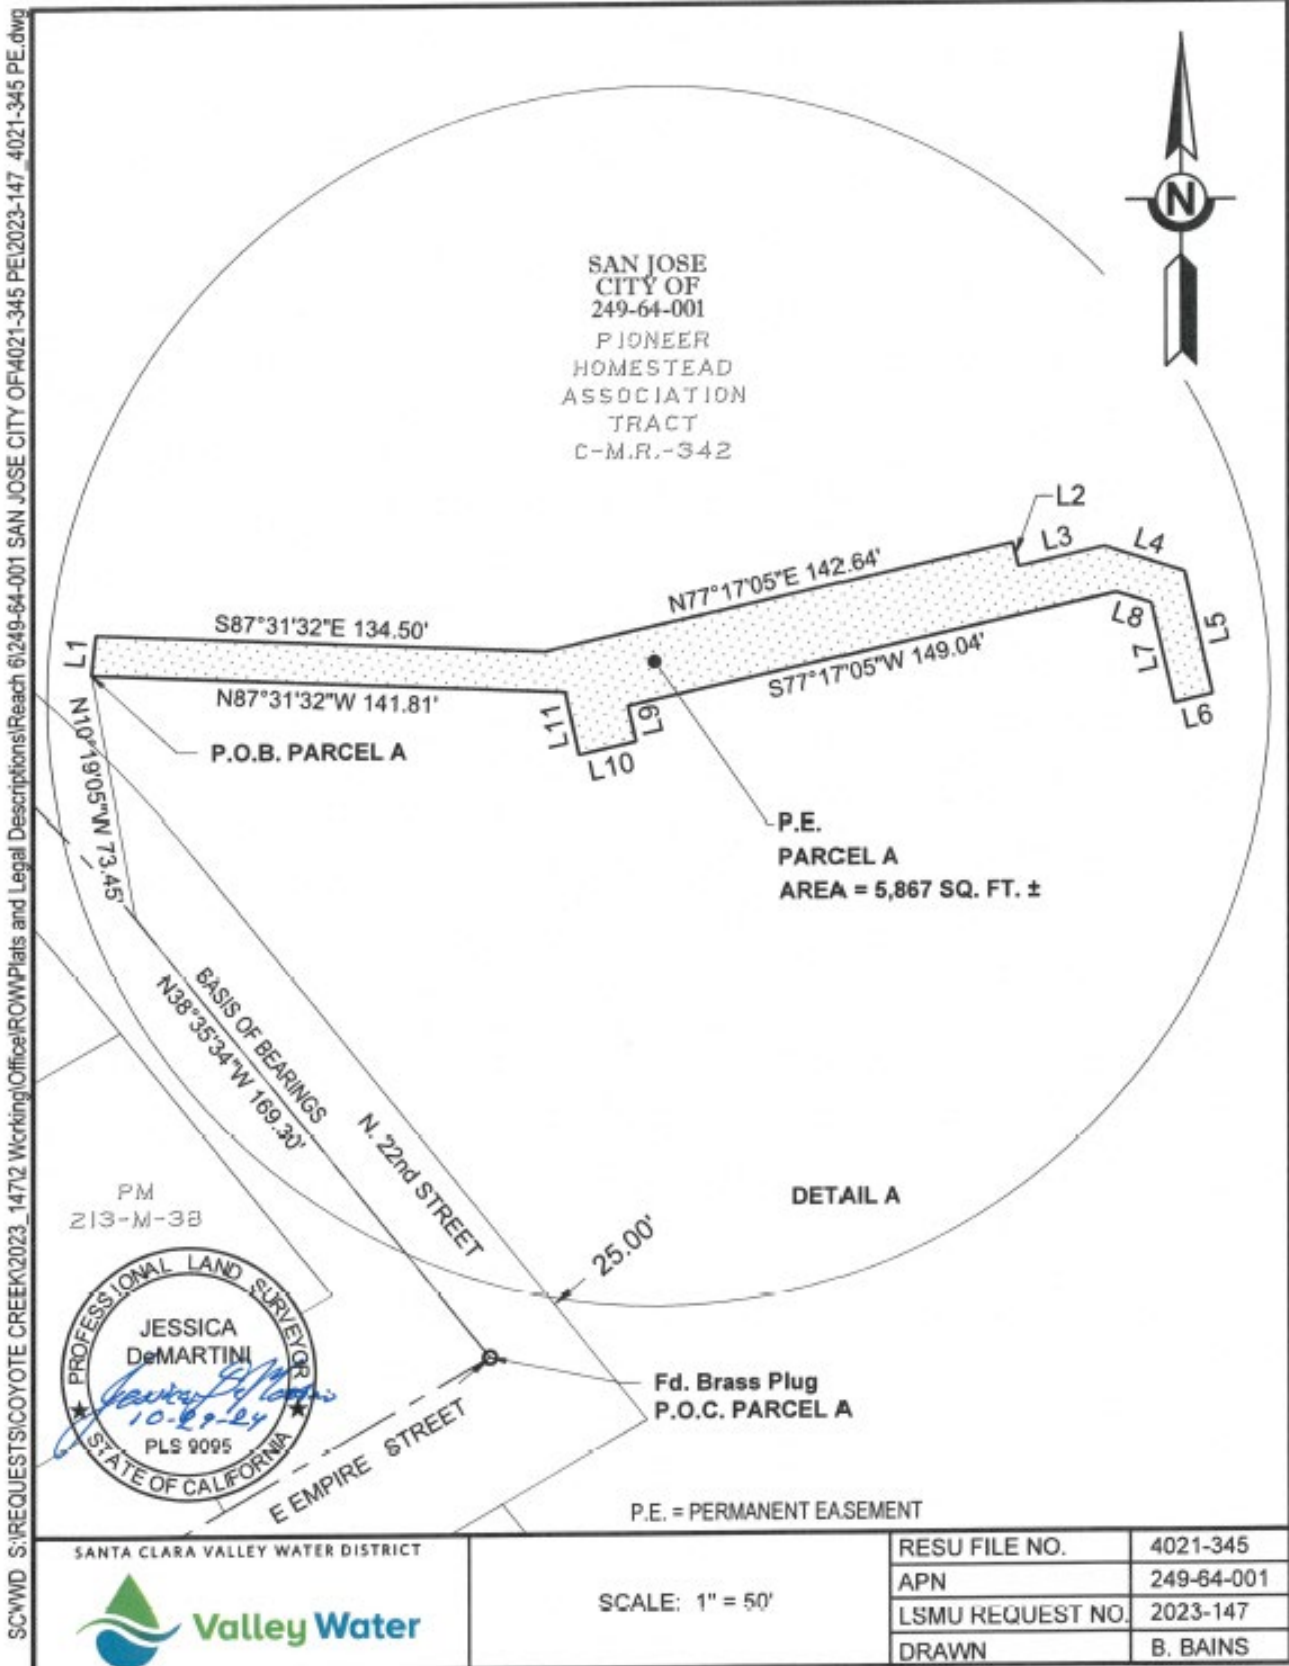 SCVWD S:\REQUESTS\COYOTE CREEK\2023_147\2 Working\Office\ROW\Plats and Legal Descriptions\Reach 6\249-64-001 SAN JOSE CITY OF\4021-345 PE\2023-147_4021-345 PE.dwg
N
SAN JOSE
CITY OF
249-64-001
PIONEER
HOMESTEAD
ASSOCIATION
TRACT
C-M.R.-342
L2
L3
L4
N77°17'05"E 142.64'
S87°31'32"E 134.50'
L1
L8
L5
L7
S77°17'05"W 149.04'
N87°31'32"W 141.81'
L11
L9
L6
P.O.B. PARCEL A
L10
N10°19'05"W 73.45'
P.E.
PARCEL A
AREA = 5,867 SQ. FT. ±
BASIS OF BEARINGS
N38°35'34"W 169.30'
N. 22nd STREET
PM
213-M-38
DETAIL A
25.00'
PROFESSIONAL LAND SURVEYOR
JESSICA
DeMARTINI
10-29-24
PLS 9095
STATE OF CALIFORNIA
Fd. Brass Plug
P.O.C. PARCEL A
E EMPIRE STREET
P.E. = PERMANENT EASEMENT
SANTA CLARA VALLEY WATER DISTRICT
Valley Water
SCALE: 1" = 50'
RESU FILE NO. 4021-345
APN 249-64-001
LSMU REQUEST NO. 2023-147
DRAWN B. BAINS